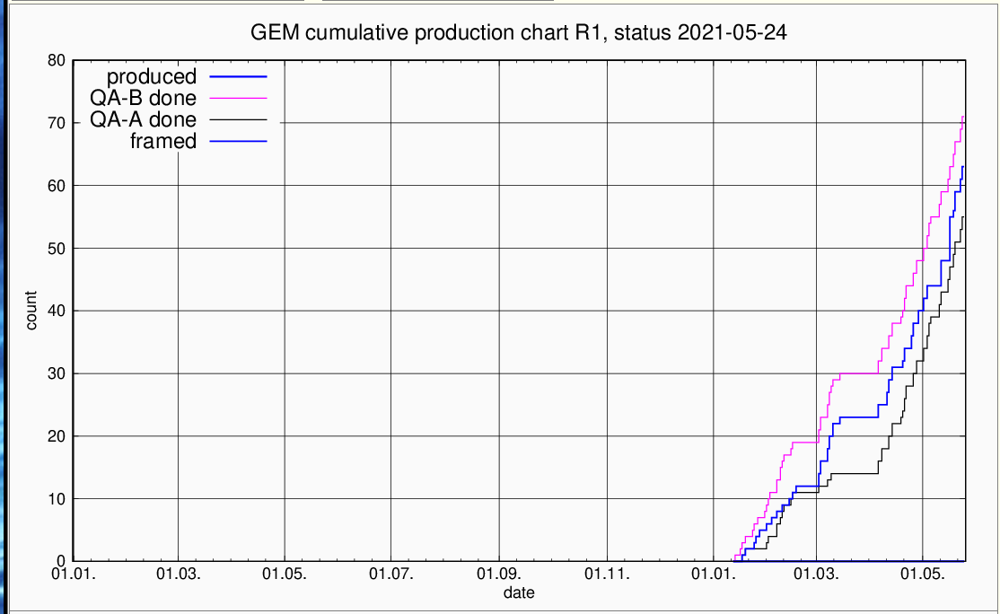 GEM cumulative production chart R1, status 2021-05-24
80
70
60
50
40
30
20
10
0
produced
QA-B done
QA-A done
framed
count
01.01. 01.03. 01.05. 01.07. 01.09. 01.11. 01.01. 01.03. 01.05.
date